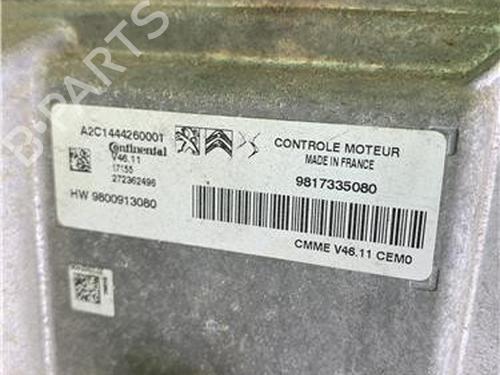 B-PARTS
A2C1444260001
Continental
V46.11
17155
272362496
HW 9800913080
CONTROLE MOTEUR
MADE IN FRANCE
9817335080
CMME V46.11 CEM0